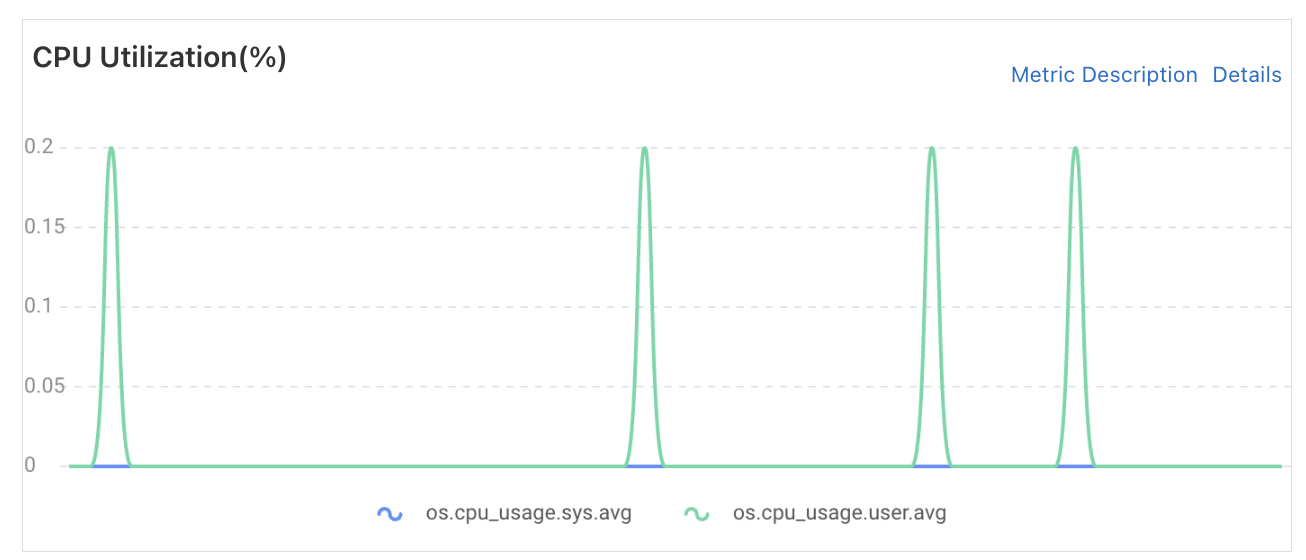 CPU Utilization(%)
Metric Description Details
0.2
0.15
0.1
0.05
0
os.cpu_usage.sys.avg os.cpu_usage.user.avg